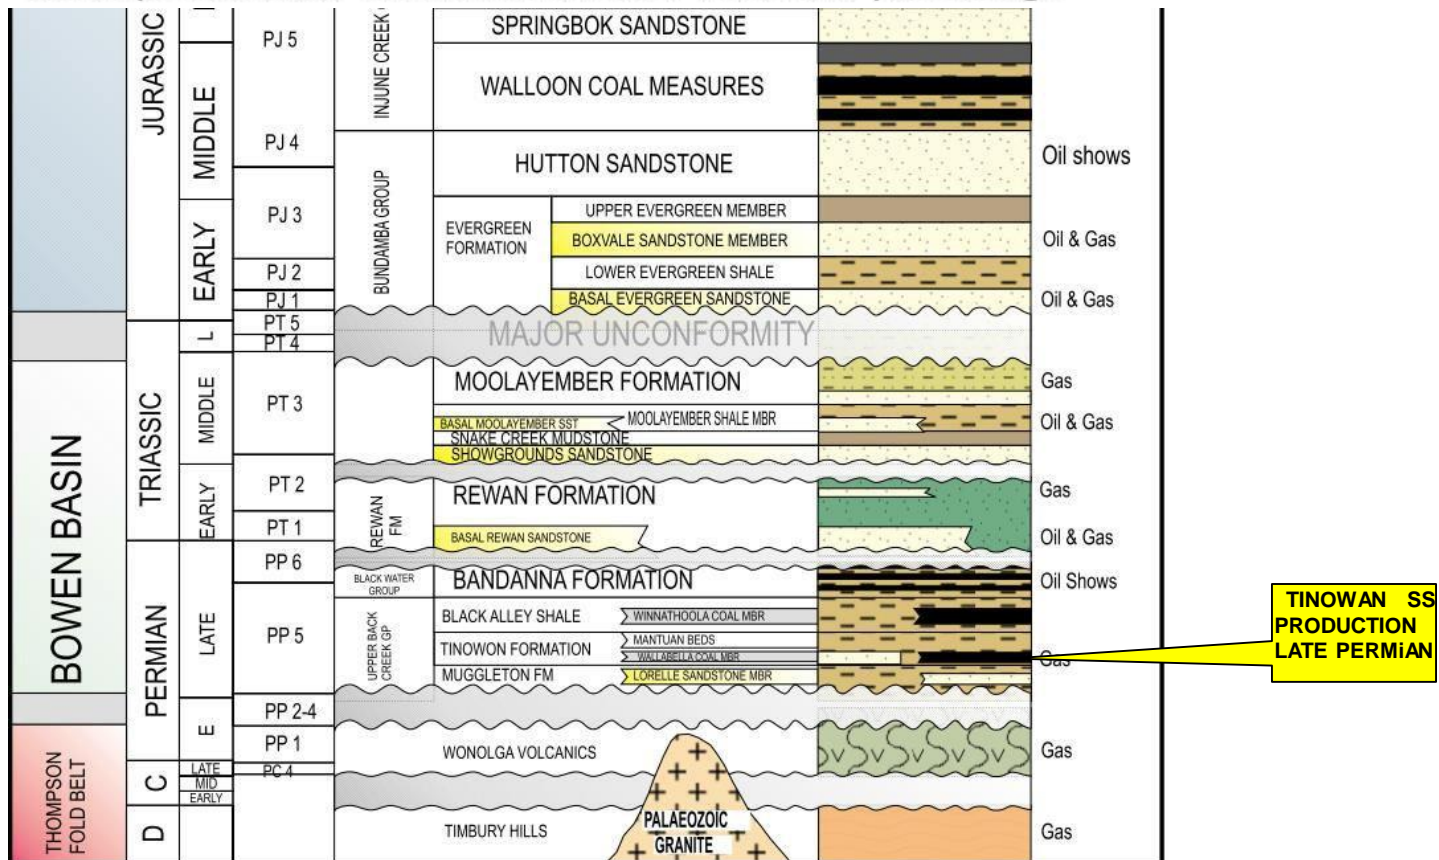 JURASSIC
MIDDLE
EARLY
PJ 5
PJ 4
PJ 3
PJ 2
PJ 1
INJUNE CREEK
BUNDAMBA GROUP
SPRINGBOK SANDSTONE
WALLOON COAL MEASURES
HUTTON SANDSTONE
Oil shows
EVERGREEN
FORMATION
UPPER EVERGREEN MEMBER
BOXVALE SANDSTONE MEMBER
Oil & Gas
LOWER EVERGREEN SHALE
BASAL EVERGREEN SANDSTONE
Oil & Gas
PT 5
PT 4
L
MAJOR UNCONFORMITY
BOWEN BASIN
TRIASSIC
MIDDLE
EARLY
PT 3
MOOLAYEMBER FORMATION
Gas
BASAL MOOLAYEMBER SST
MOOLAYEMBER SHALE MBR
Oil & Gas
SNAKE CREEK MUDSTONE
SHOWGROUNDS SANDSTONE
PT 2
PT 1
REWAN
FM
REWAN FORMATION
Gas
BASAL REWAN SANDSTONE
Oil & Gas
PERMIAN
LATE
E
PP 6
PP 5
PP 2-4
PP 1
BLACK WATER
GROUP
BANDANNA FORMATION
Oil Shows
UPPER BACK
CREEK GP
BLACK ALLEY SHALE
WINNATHOOLA COAL MBR
TINOWON FORMATION
MANTUAN BEDS
WALLABELLA COAL MBR
Gas
MUGGLETON FM
LORELLE SANDSTONE MBR
TINOWAN SS
PRODUCTION
LATE PERMiAN
THOMPSON
FOLD BELT
C
D
LATE
MID
EARLY
PC 4
WONOLGA VOLCANICS
Gas
TIMBURY HILLS
PALAEOZOIC
GRANITE
Gas